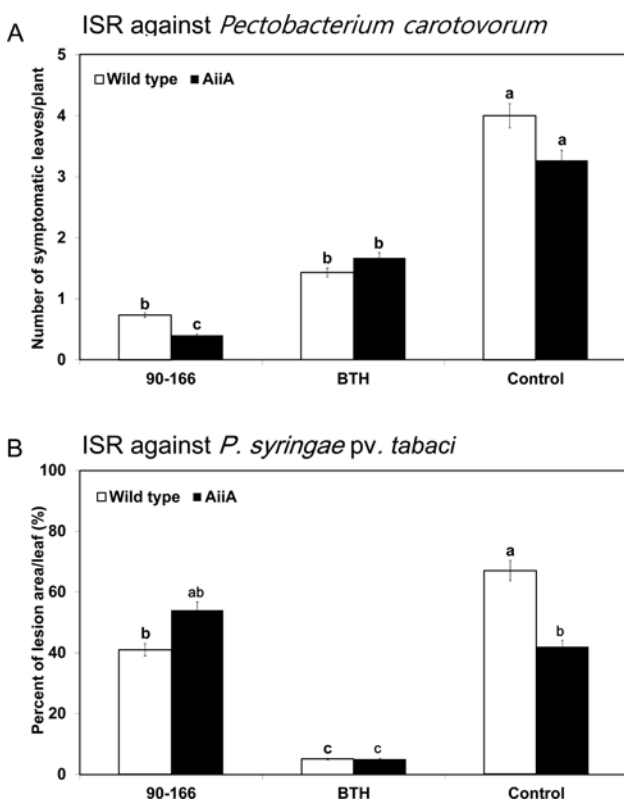 A
ISR against Pectobacterium carotovorum
Number of symptomatic leaves/plant
5
4
3
2
1
0
Wild type AiiA
b
c
b
b
a
a
90-166 BTH Control
B
ISR against P. syringae pv. tabaci
Percent of lesion area/leaf (%)
100
80
60
40
20
0
Wild type AiiA
b
ab
c
c
a
b
90-166 BTH Control